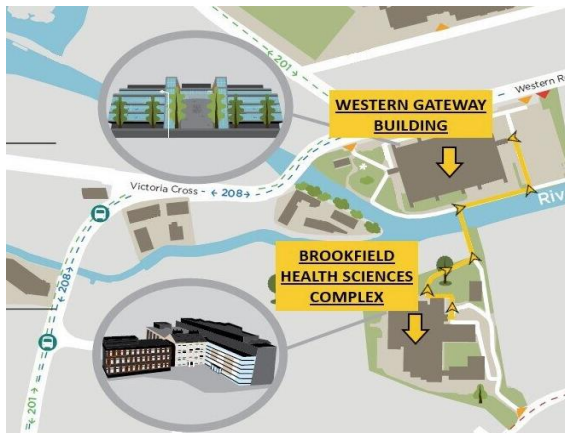 ← 201
WESTERN GATEWAY
BUILDING
Western R
Victoria Cross - ← 208 →
Riv
BROOKFIELD
HEALTH SCIENCES
COMPLEX
← 208 →
← 201